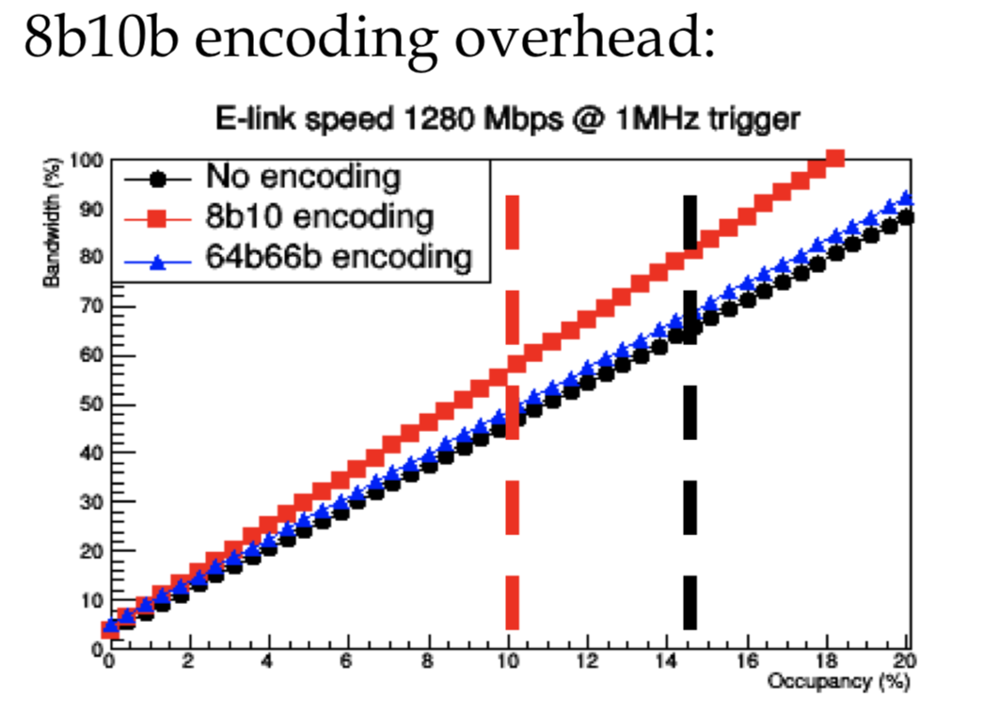 8b10b encoding overhead:
E-link speed 1280 Mbps @ 1MHz trigger
Bandwidth (%)
No encoding
8b10 encoding
64b66b encoding
100
90
80
70
60
50
40
30
20
10
0
0 2 4 6 8 10 12 14 16 18 20
Occupancy (%)